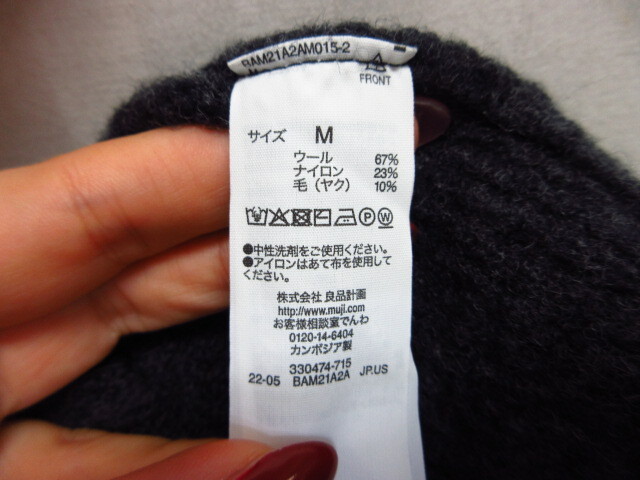 BAM21A2AM015-2
FRONT
サイズ M
ウール 67%
ナイロン 23%
毛（ヤク） 10%
P W
●中性洗剤をご使用ください。
●アイロンはあて布を使用して
ください。
株式会社 良品計画
http://www.muji.com
お客様相談室でんわ
0120-14-6404
カンボジア製
330474-715
22-05 BAM21A2A JP.US